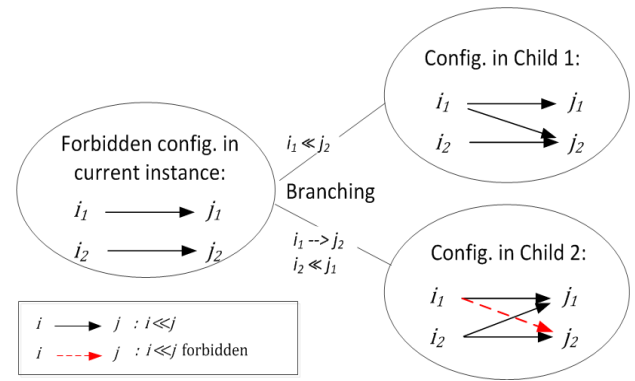 Forbidden config. in
current instance:
i1 j1
i2 j2
i1 ≪ j2
Branching
i1 --> j2
i2 ≪ j1
Config. in Child 1:
i1 j1
i2 j2
Config. in Child 2:
i1 j1
i2 j2
i j : i≪j
i j : i≪j forbidden